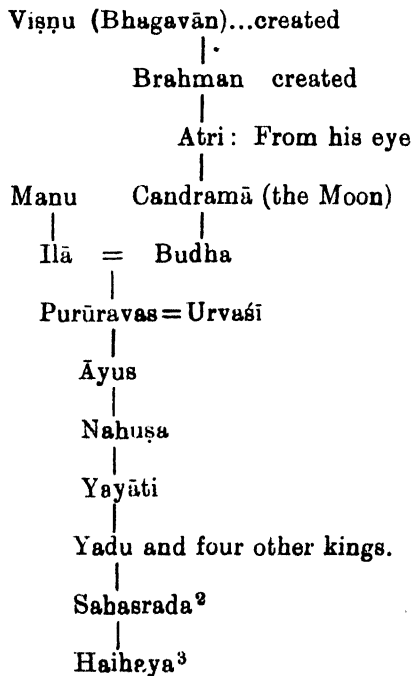 Viṣṇu (Bhagavān)...created
Brahman created
Atri: From his eye
Manu Candramā (the Moon)
Ilā = Budha
Purūravas = Urvaśī
Āyus
Nahuṣa
Yayāti
Yadu and four other kings.
Sahasrada²
Haiheya³